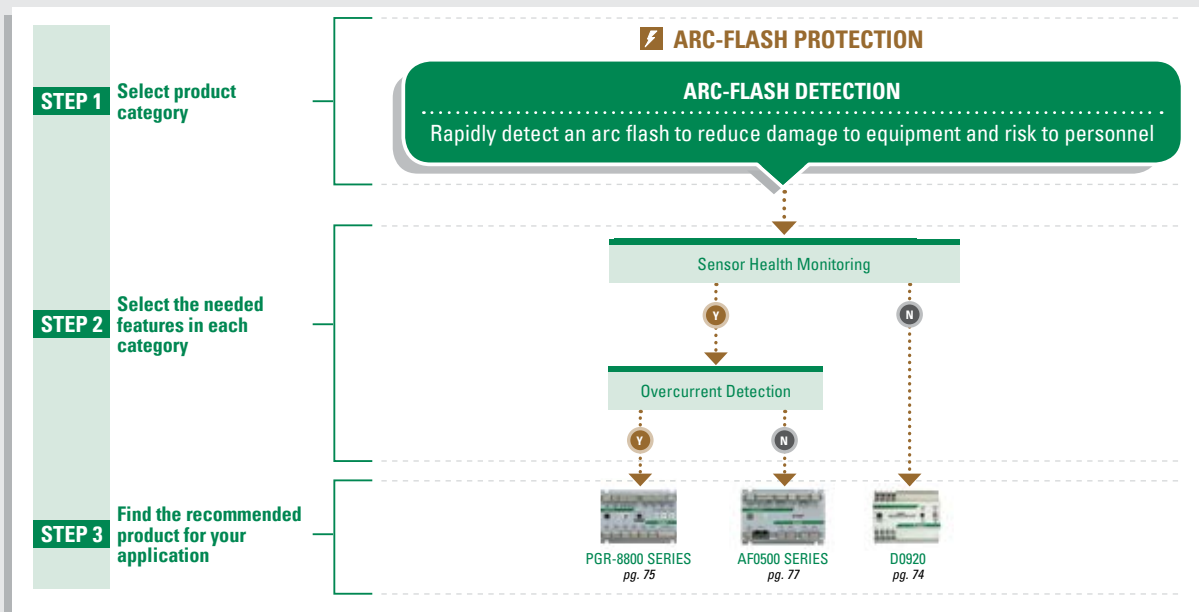 ARC-FLASH PROTECTION
STEP 1
Select product
category
ARC-FLASH DETECTION
Rapidly detect an arc flash to reduce damage to equipment and risk to personnel
STEP 2
Select the needed
features in each
category
Sensor Health Monitoring
Y
N
Overcurrent Detection
Y
N
STEP 3
Find the recommended
product for your
application
PGR-8800 SERIES
pg. 75
AF0500 SERIES
pg. 77
D0920
pg. 74